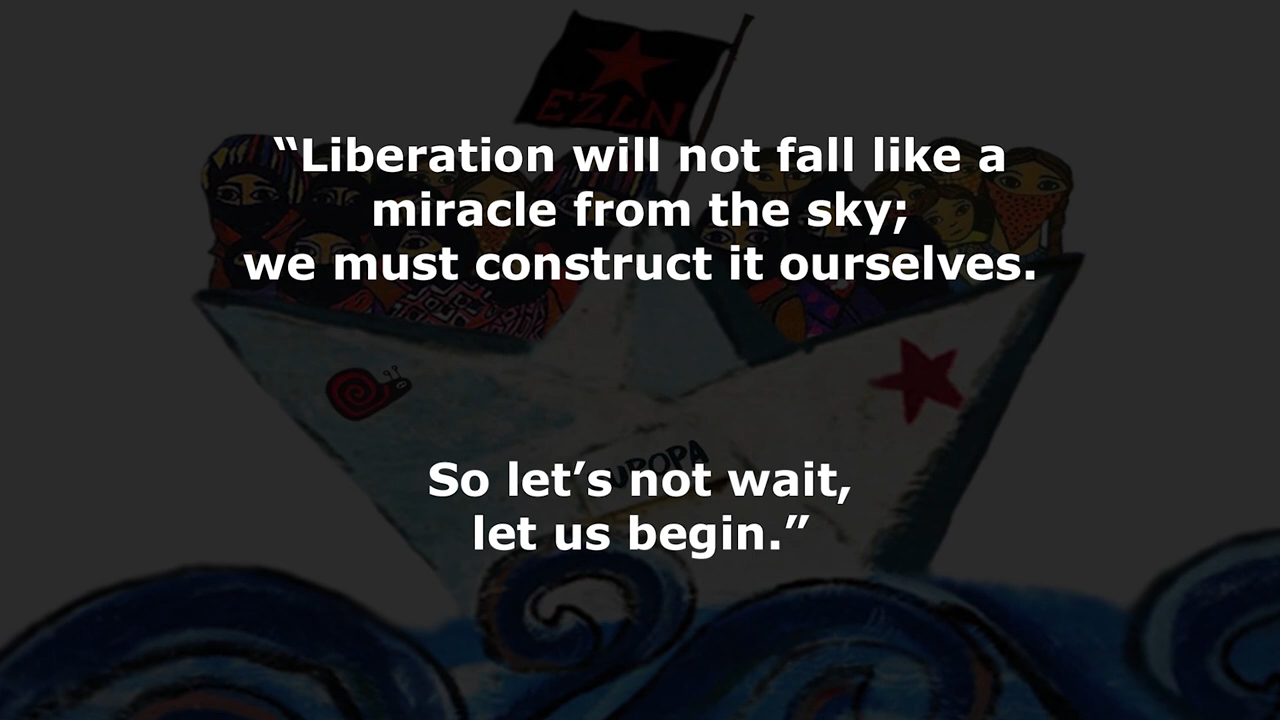 EZLN
“Liberation will not fall like a
miracle from the sky;
we must construct it ourselves.
So let’s not wait,
let us begin.”